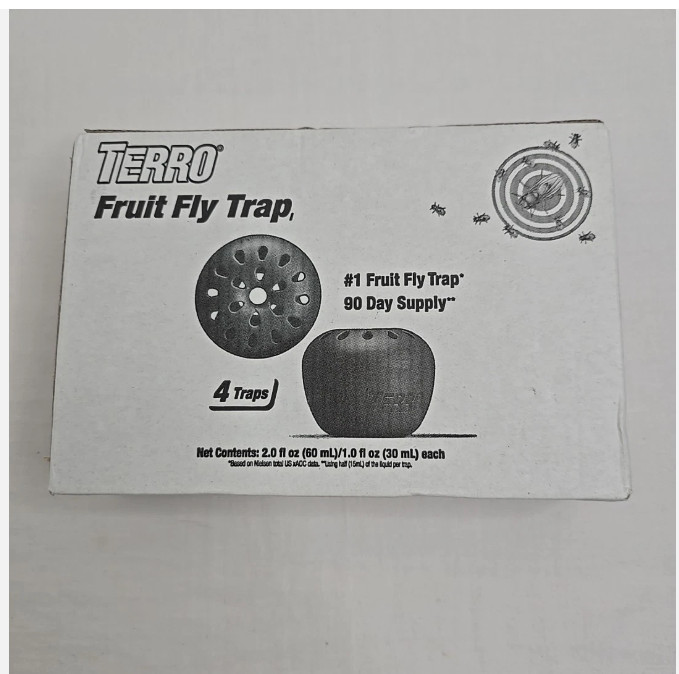 TERRO®
Fruit Fly Trap,
#1 Fruit Fly Trap*
90 Day Supply**
4 Traps
TERRO
Net Contents: 2.0 fl oz (60 mL)/1.0 fl oz (30 mL) each
*Based on Nielsen total US xAOC data. **Using half (15mL) of the liquid per trap.